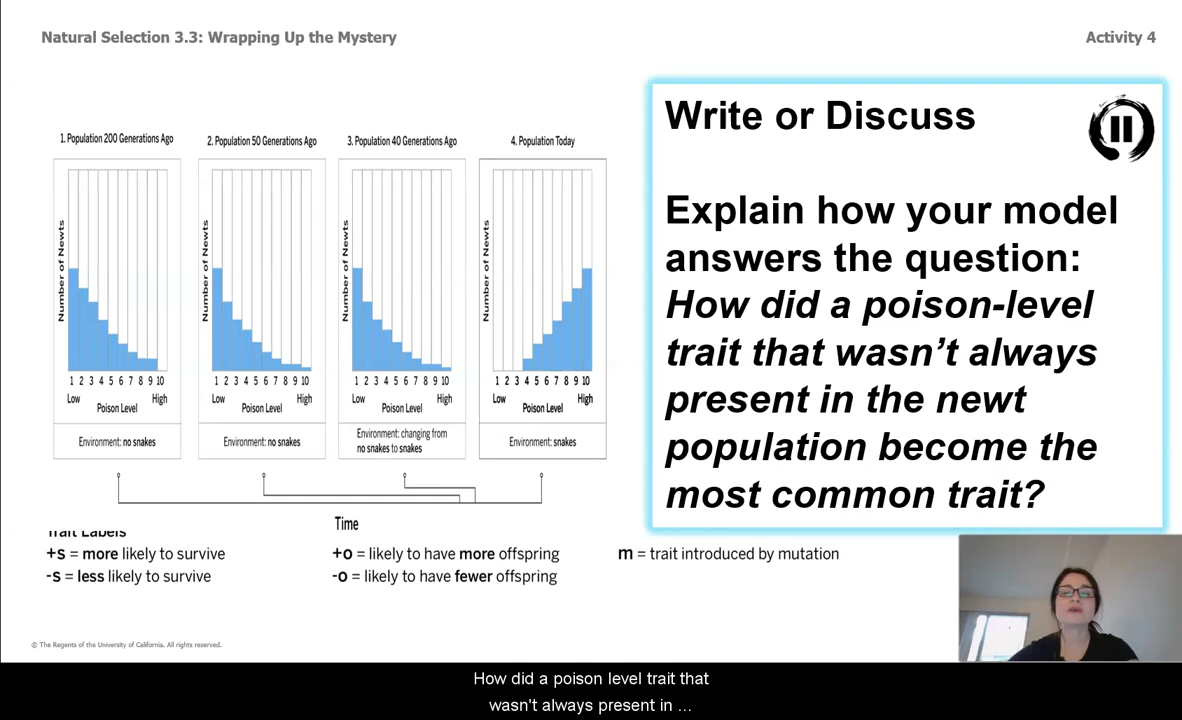 Natural Selection 3.3: Wrapping Up the Mystery
Activity 4
1. Population 200 Generations Ago
2. Population 50 Generations Ago
3. Population 40 Generations Ago
4. Population Today
Number of Newts
Number of Newts
Number of Newts
Number of Newts
1 2 3 4 5 6 7 8 9 10
1 2 3 4 5 6 7 8 9 10
1 2 3 4 5 6 7 8 9 10
1 2 3 4 5 6 7 8 9 10
Low High
Low High
Low High
Low High
Poison Level
Poison Level
Poison Level
Poison Level
Environment: no snakes
Environment: no snakes
Environment: changing from
no snakes to snakes
Environment: snakes
Time
Write or Discuss
Explain how your model
answers the question:
How did a poison-level
trait that wasn’t always
present in the newt
population become the
most common trait?
Trait Labels
+s = more likely to survive
-s = less likely to survive
+o = likely to have more offspring
-o = likely to have fewer offspring
m = trait introduced by mutation
© The Regents of the University of California. All rights reserved.
How did a poison level trait that
wasn't always present in ...